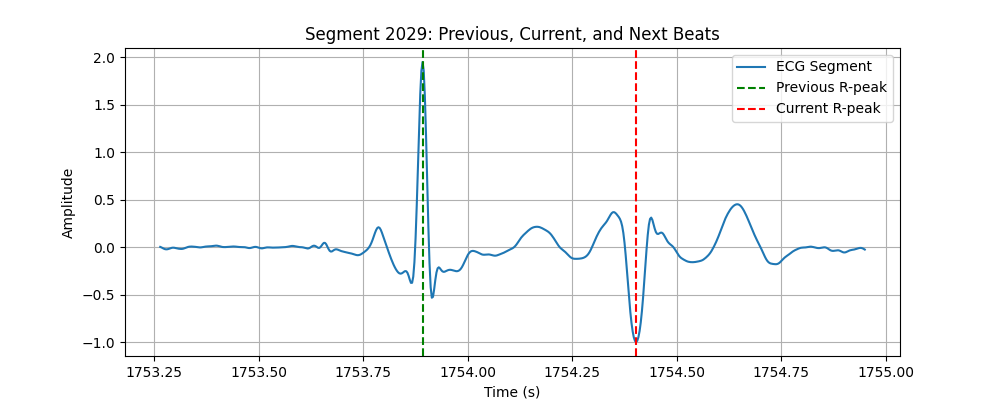 Segment 2029: Previous, Current, and Next Beats
ECG Segment
Previous R-peak
Current R-peak
Amplitude
2.0
1.5
1.0
0.5
0.0
−0.5
−1.0
1753.25 1753.50 1753.75 1754.00 1754.25 1754.50 1754.75 1755.00
Time (s)